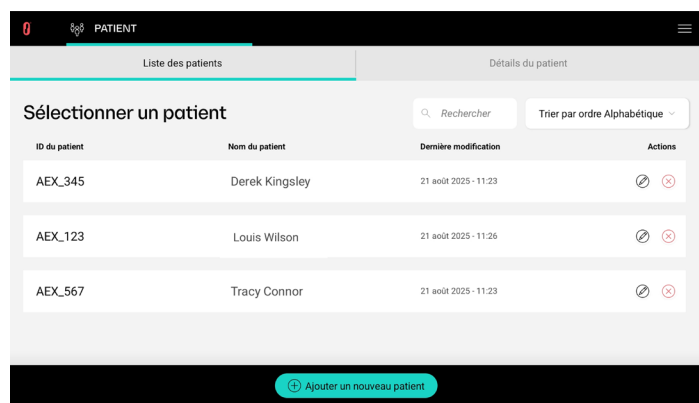 PATIENT
Liste des patients
Détails du patient
Sélectionner un patient
Rechercher
Trier par ordre Alphabétique
ID du patient Nom du patient Dernière modification Actions
AEX_345 Derek Kingsley 21 août 2025 - 11:23
AEX_123 Louis Wilson 21 août 2025 - 11:26
AEX_567 Tracy Connor 21 août 2025 - 11:23
Ajouter un nouveau patient